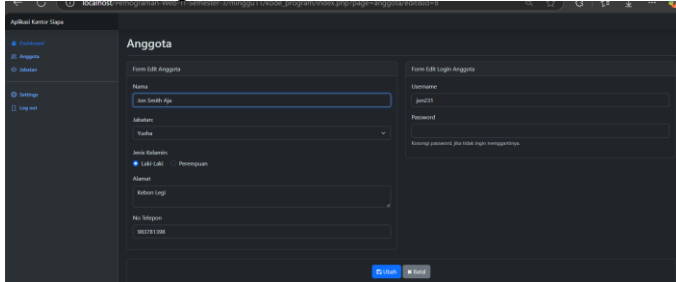 localhost/Pemograman-Web-TI-Semester-3/minggu11/kode_program/index.php?page=anggota/edit&id=8
Aplikasi Kantor Siapa
Dashboard
Anggota
Jabatan
Settings
Log out
Anggota
Form Edit Anggota
Nama
Jon Smith Aja
Jabatan:
Yusha
Jenis Kelamin:
Laki-Laki
Perempuan
Alamat
Kebon Legi
No Telepon
983781398
Form Edit Login Anggota
Username
jon231
Password
Kosongi password, jika tidak ingin menggantinya.
Ubah
Batal